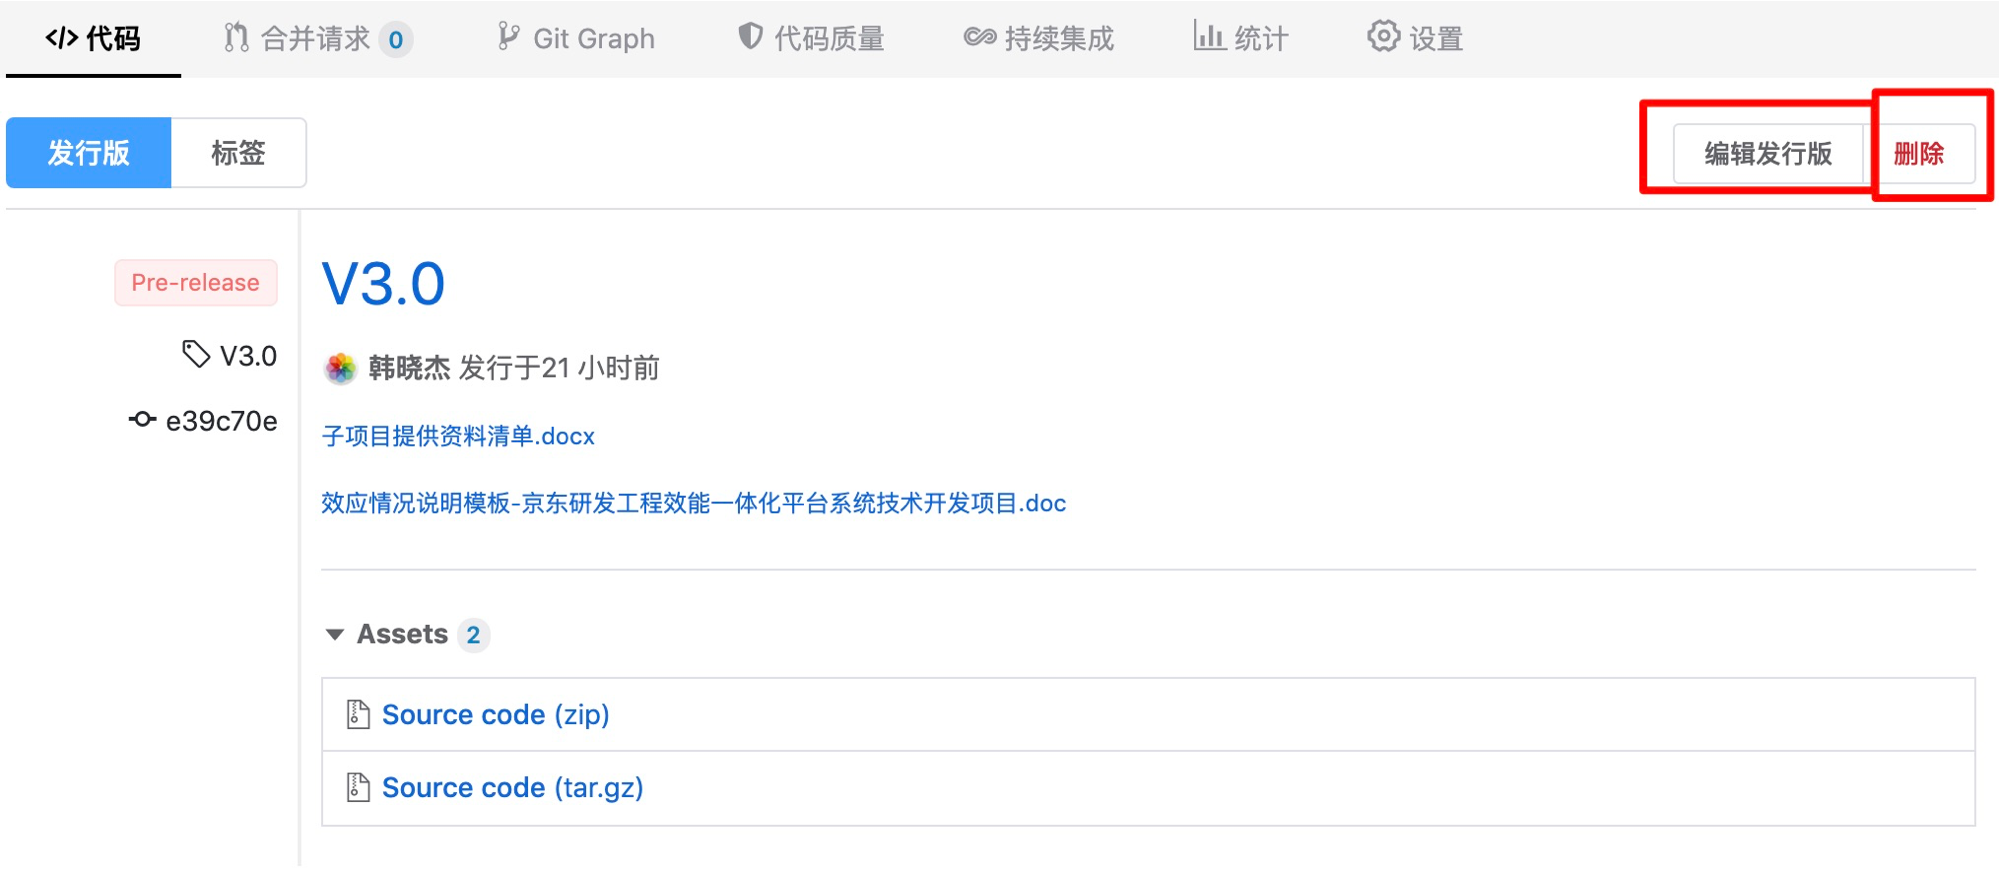 </> 代码 合并请求 0 Git Graph 代码质量 持续集成 统计 设置
发行版 标签 编辑发行版 删除
Pre-release
V3.0
e39c70e
V3.0
韩晓杰 发行于21 小时前
子项目提供资料清单.docx
效应情况说明模板-京东研发工程效能一体化平台系统技术开发项目.doc
Assets 2
Source code (zip)
Source code (tar.gz)